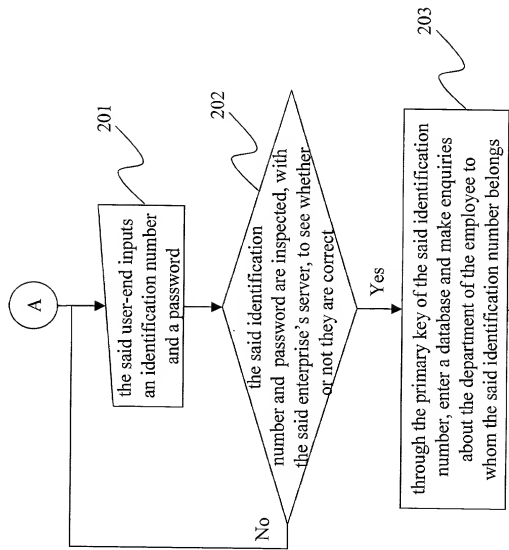 A
201
the said user-end inputs
an identification number
and a password
202
the said identification
number and password are inspected, with
the said enterprise's server, to see whether
or not they are correct
No
Yes
203
through the primary key of the said identification
number, enter a database and make enquiries
about the department of the employee to
whom the said identification number belongs